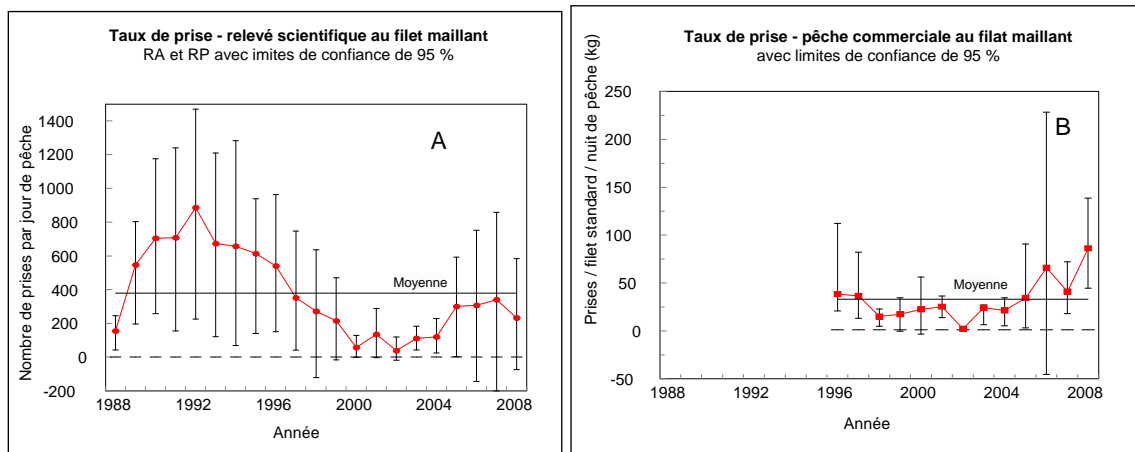 Taux de prise - relevé scientifique au filet maillant
RA et RP avec imites de confiance de 95 %
Nombre de prises par jour de pêche
1400
1200
1000
800
600
400
200
0
-200
A
Moyenne
1988
1992
1996
2000
2004
2008
Année
Taux de prise - pêche commerciale au filat maillant
avec limites de confiance de 95 %
Prises / filet standard / nuit de pêche (kg)
250
200
150
100
50
0
-50
B
Moyenne
1988
1992
1996
2000
2004
2008
Année